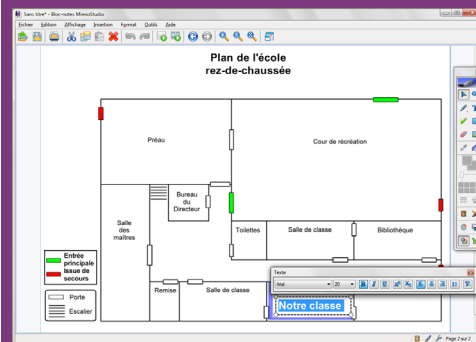 Sans titre* - Bloc-notes MimioStudio
Fichier Edition Affichage Insertion Format Outils Aide
Plan de l'école
rez-de-chaussée
Préau
Cour de récréation
Bureau
du
Directeur
Salle
des
maîtres
Toilettes
Salle de classe
Bibliothèque
Entrée
principale
Issue de
secours
Porte
Escalier
Remise
Salle de classe
Texte
Arial 20
Notre classe
Page 2 sur 2